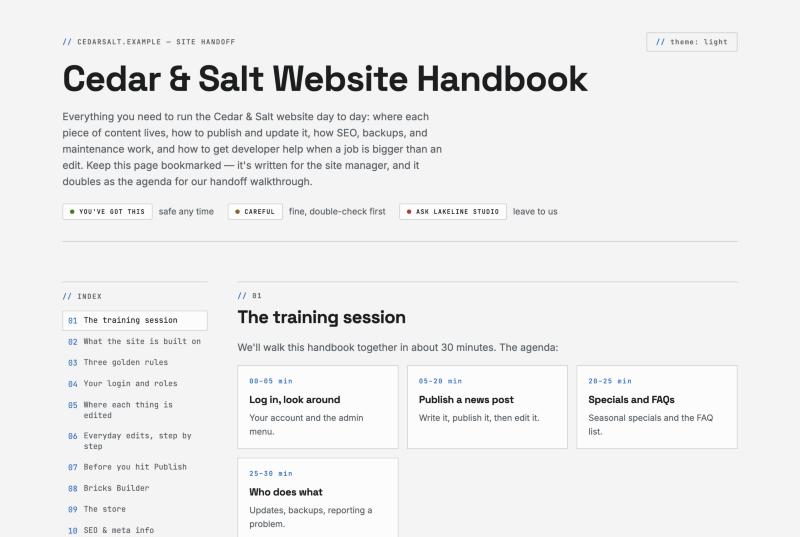 // CEDARSALT.EXAMPLE — SITE HANDOFF
// theme: light
Cedar & Salt Website Handbook
Everything you need to run the Cedar & Salt website day to day: where each
piece of content lives, how to publish and update it, how SEO, backups, and
maintenance work, and how to get developer help when a job is bigger than an
edit. Keep this page bookmarked — it's written for the site manager, and it
doubles as the agenda for our handoff walkthrough.
YOU'VE GOT THIS safe any time CAREFUL fine, double-check first ASK LAKELINE STUDIO leave to us
// INDEX
01 The training session
02 What the site is built on
03 Three golden rules
04 Your login and roles
05 Where each thing is
edited
06 Everyday edits, step by
step
07 Before you hit Publish
08 Bricks Builder
09 The store
10 SEO & meta info
// 01
The training session
We'll walk this handbook together in about 30 minutes. The agenda:
00–05 min
Log in, look around
Your account and the admin
menu.
05–20 min
Publish a news post
Write it, publish it, then edit it.
20–25 min
Specials and FAQs
Seasonal specials and the FAQ
list.
25–30 min
Who does what
Updates, backups, reporting a
problem.